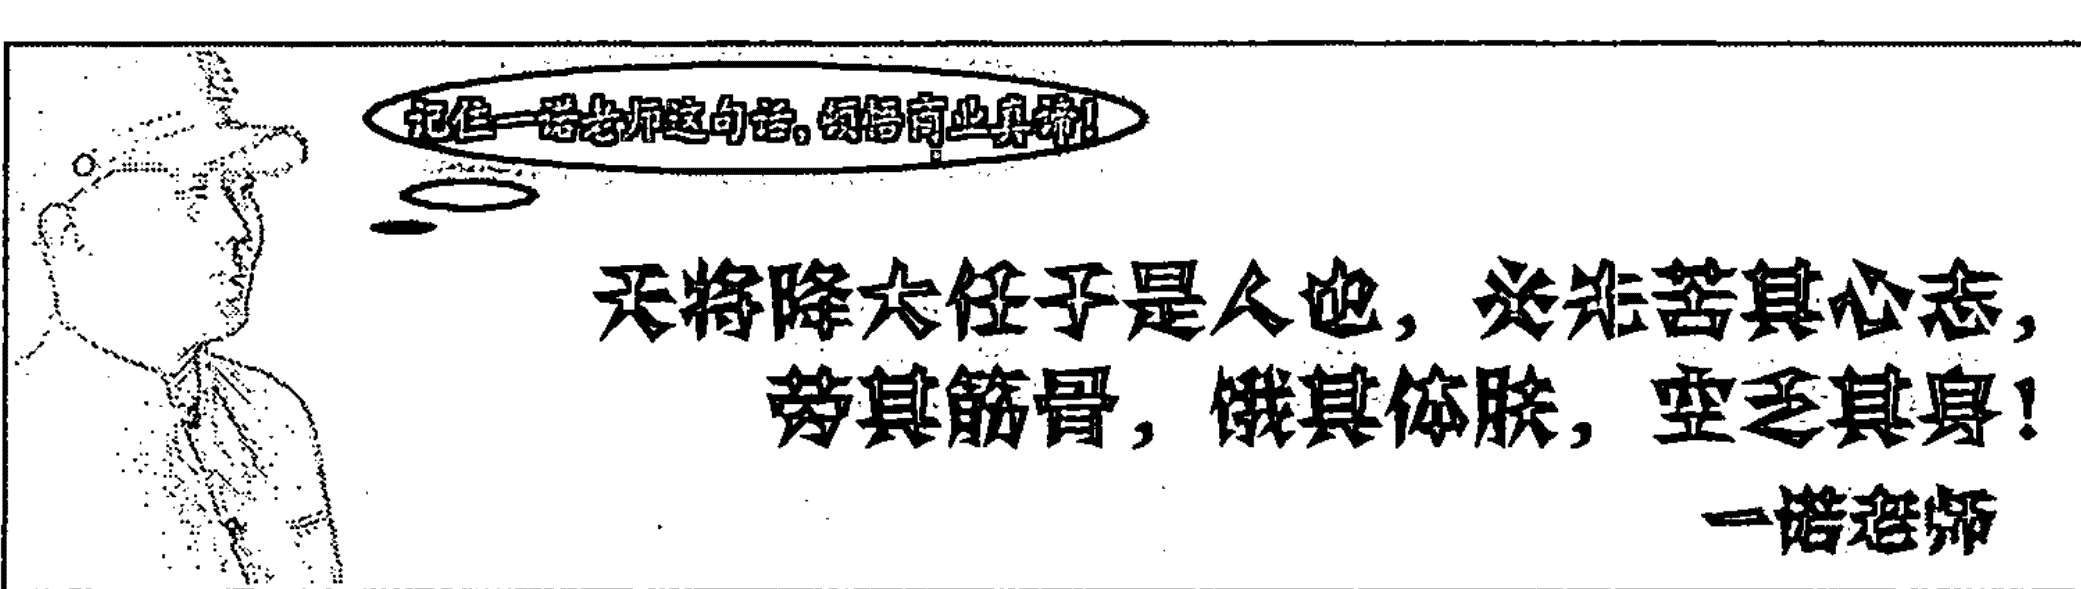 记住一诺老师这句话,领悟商业真谛!
天将降大任于是人也,必先苦其心志,
劳其筋骨,饿其体肤,空乏其身!
一诺老师